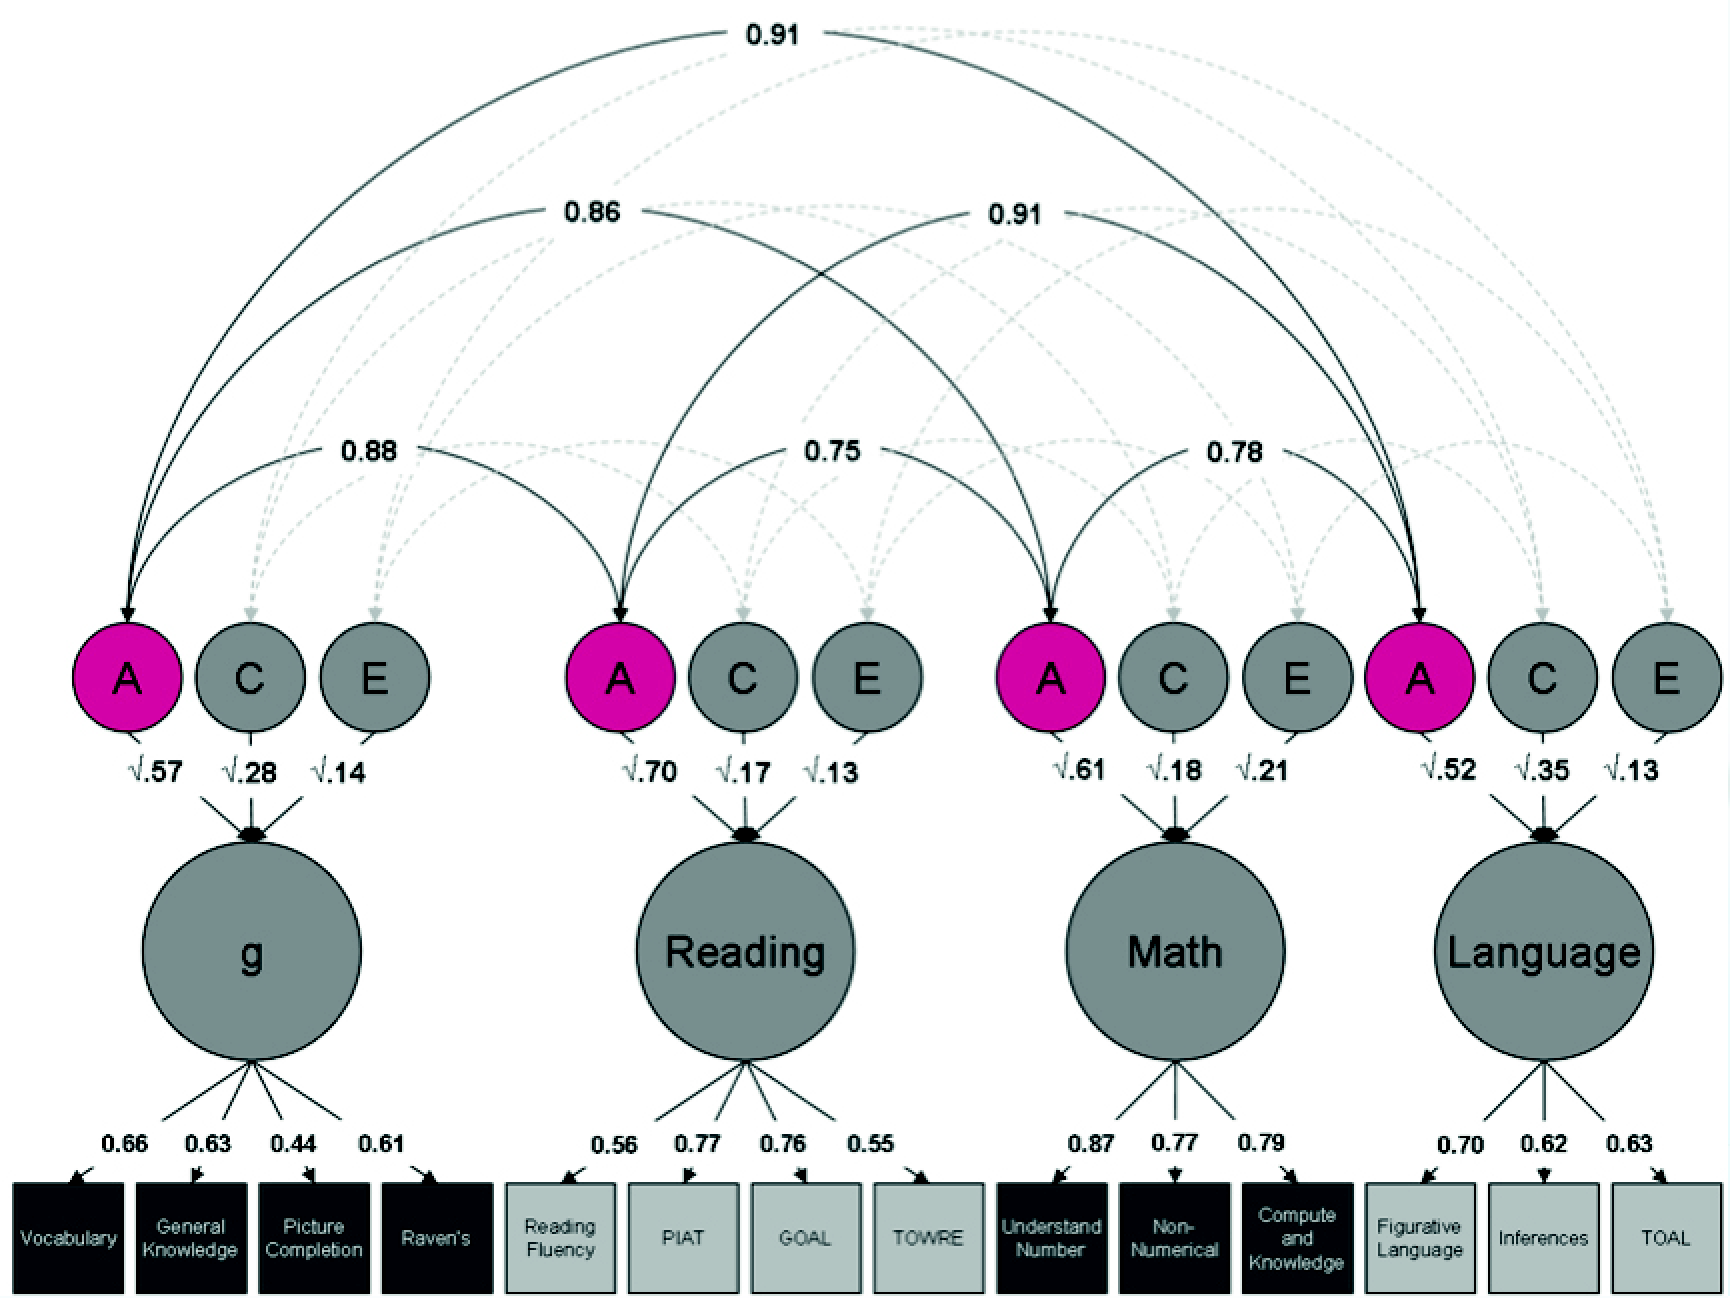 0.91
0.86 0.91
0.88 0.75 0.78
A C E A C E A C E A C E
√.57 √.28 √.14 √.70 √.17 √.13 √.61 √.18 √.21 √.52 √.35 √.13
g Reading Math Language
0.66 0.63 0.44 0.61 0.56 0.77 0.76 0.55 0.87 0.77 0.79 0.70 0.62 0.63
Vocabulary
General
Knowledge
Picture
Completion
Raven's
Reading
Fluency
PIAT
GOAL
TOWRE
Understand
Number
Non-
Numerical
Compute
and
Knowledge
Figurative
Language
Inferences
TOAL